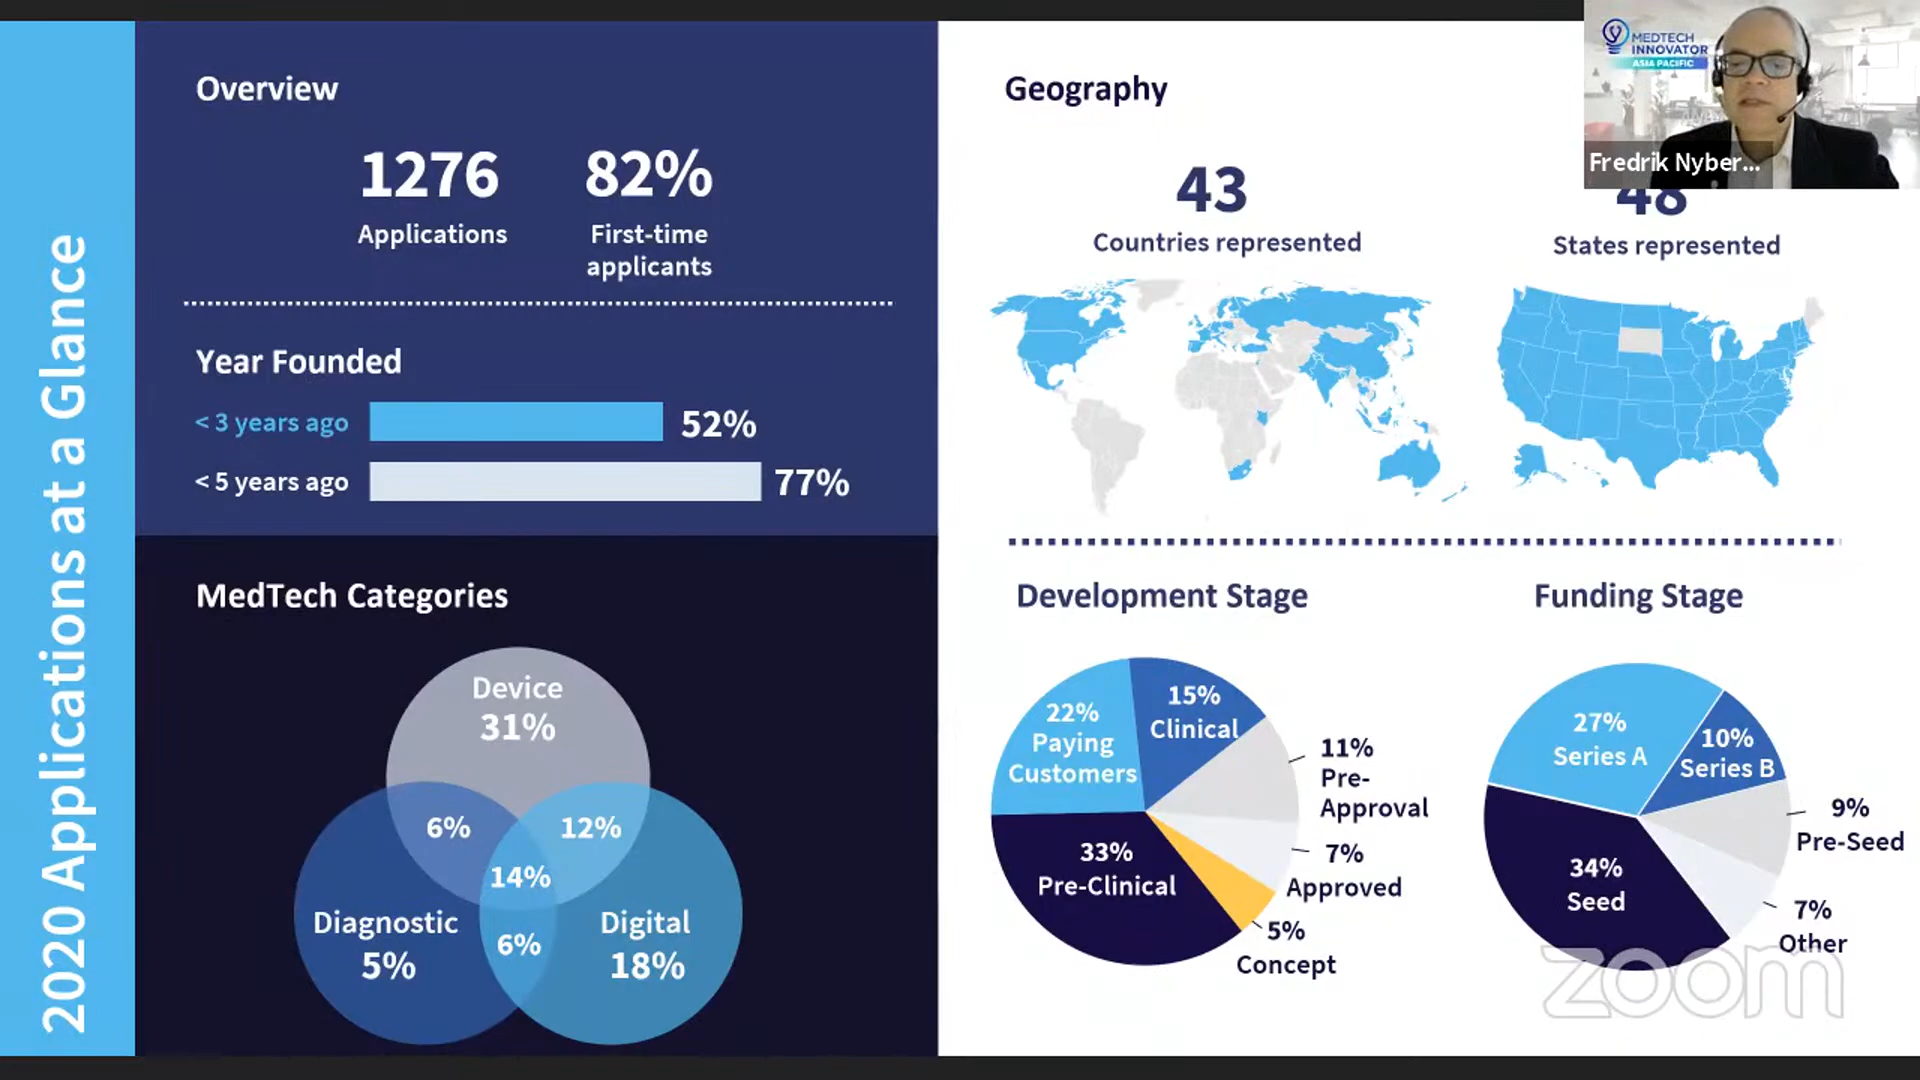 2020 Applications at a Glance
Overview
1276
Applications
82%
First-time
applicants
Year Founded
< 3 years ago
52%
< 5 years ago
77%
MedTech Categories
Device
31%
6%
12%
14%
Diagnostic
5%
6%
Digital
18%
Geography
43
Countries represented
48
States represented
Development Stage
22%
Paying
Customers
15%
Clinical
11%
Pre-
Approval
7%
Approved
5%
Concept
33%
Pre-Clinical
Funding Stage
27%
Series A
10%
Series B
9%
Pre-Seed
7%
Other
34%
Seed
MEDTECH
INNOVATOR
ASIA PACIFIC
Fredrik Nyber...
zoom